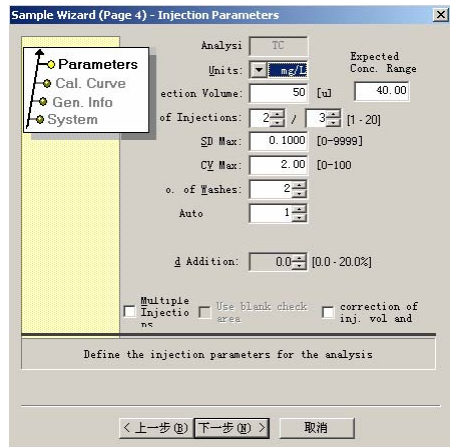 Sample Wizard (Page 4) - Injection Parameters
Parameters
Cal. Curve
Gen. Info
System
Analysi TC
Expected
Conc. Range
Units: mg/L
ection Volume: 50 [ul 40.00
of Injections: 2 / 3 [1 - 20]
SD Max: 0.1000 [0-9999]
CV Max: 2.00 [0-100
o. of Washes: 2
Auto 1
d Addition: 0.0 [0.0 - 20.0%]
Multiple
Injectio
ns
Use blank check
area
correction of
inj. vol and
Define the injection parameters for the analysis
< 上一步(B) 下一步(N) > 取消